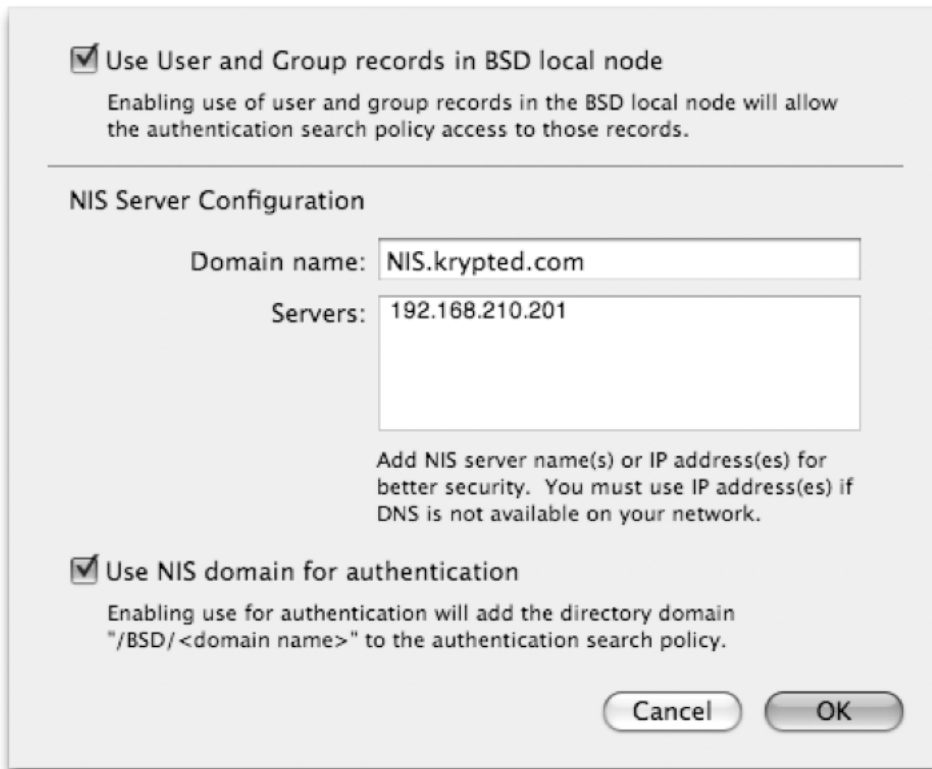 Use User and Group records in BSD local node
Enabling use of user and group records in the BSD local node will allow
the authentication search policy access to those records.
NIS Server Configuration
Domain name: NIS.krypted.com
Servers: 192.168.210.201
Add NIS server name(s) or IP address(es) for
better security. You must use IP address(es) if
DNS is not available on your network.
Use NIS domain for authentication
Enabling use for authentication will add the directory domain
"/BSD/<domain name>" to the authentication search policy.
Cancel OK